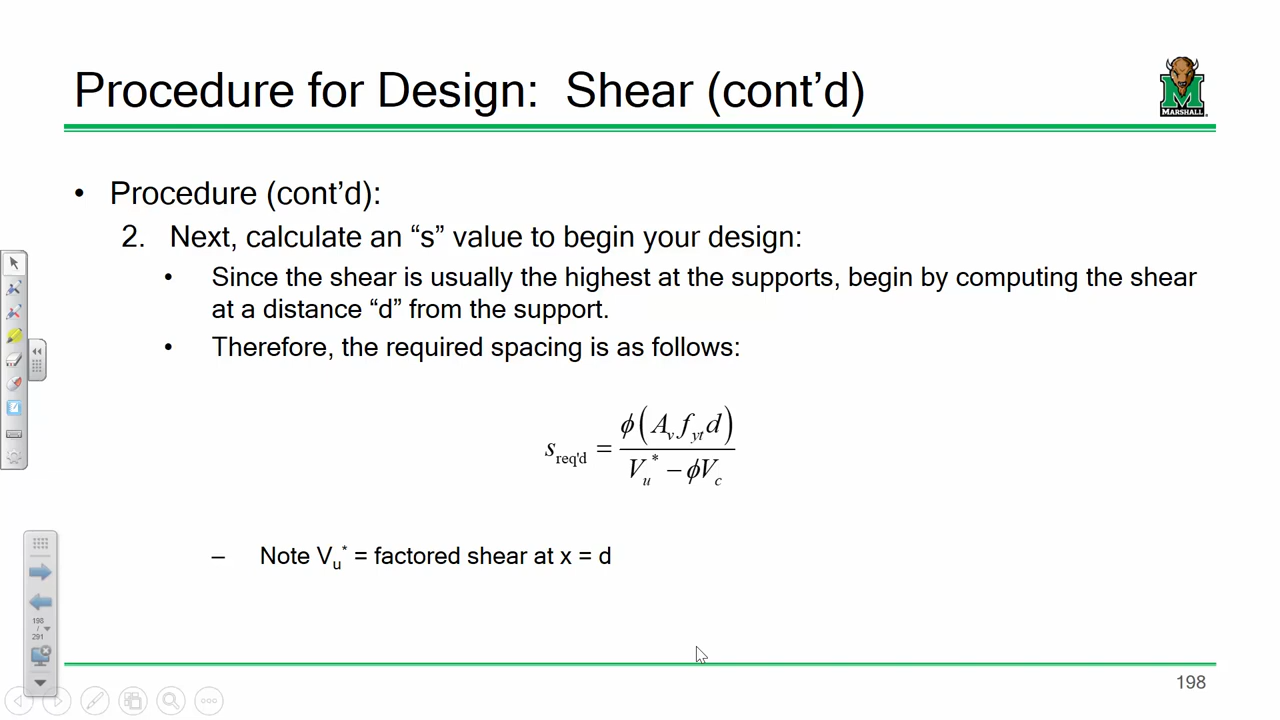 Procedure for Design: Shear (cont’d)
MARSHALL
• Procedure (cont’d):
2. Next, calculate an “s” value to begin your design:
• Since the shear is usually the highest at the supports, begin by computing the shear
at a distance “d” from the support.
• Therefore, the required spacing is as follows:
s_req'd = ϕ(A_v f_yt d) / (V_u^* − ϕV_c)
– Note V_u^* = factored shear at x = d
198
/
291
198